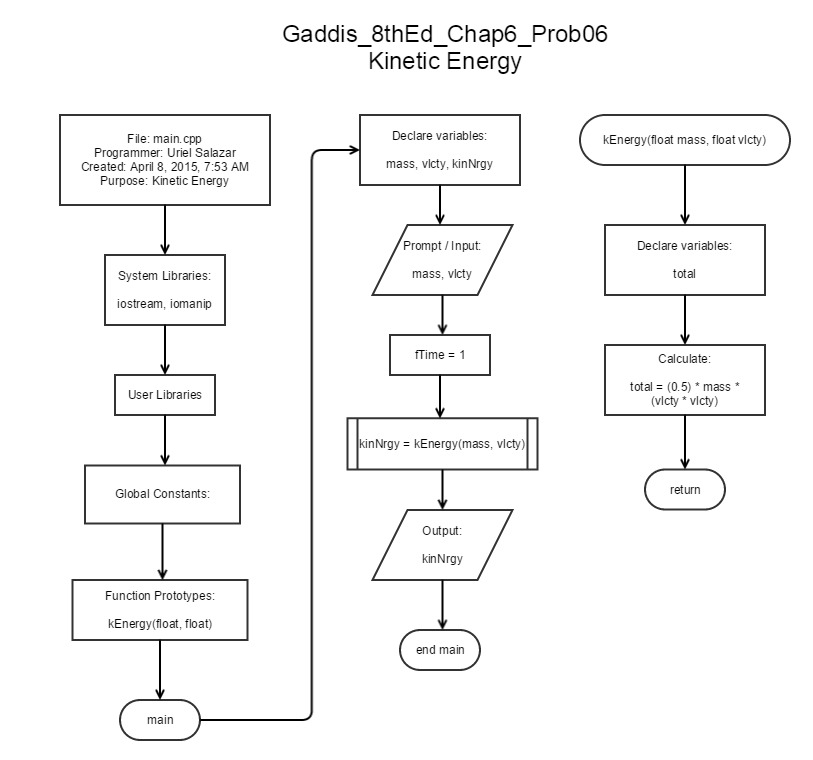 Gaddis_8thEd_Chap6_Prob06
Kinetic Energy
File: main.cpp
Programmer: Uriel Salazar
Created: April 8, 2015, 7:53 AM
Purpose: Kinetic Energy
System Libraries:
iostream, iomanip
User Libraries
Global Constants:
Function Prototypes:
kEnergy(float, float)
main
Declare variables:
mass, vlcty, kinNrgy
Prompt / Input:
mass, vlcty
fTime = 1
kinNrgy = kEnergy(mass, vlcty)
Output:
kinNrgy
end main
kEnergy(float mass, float vlcty)
Declare variables:
total
Calculate:
total = (0.5) * mass *
(vlcty * vlcty)
return